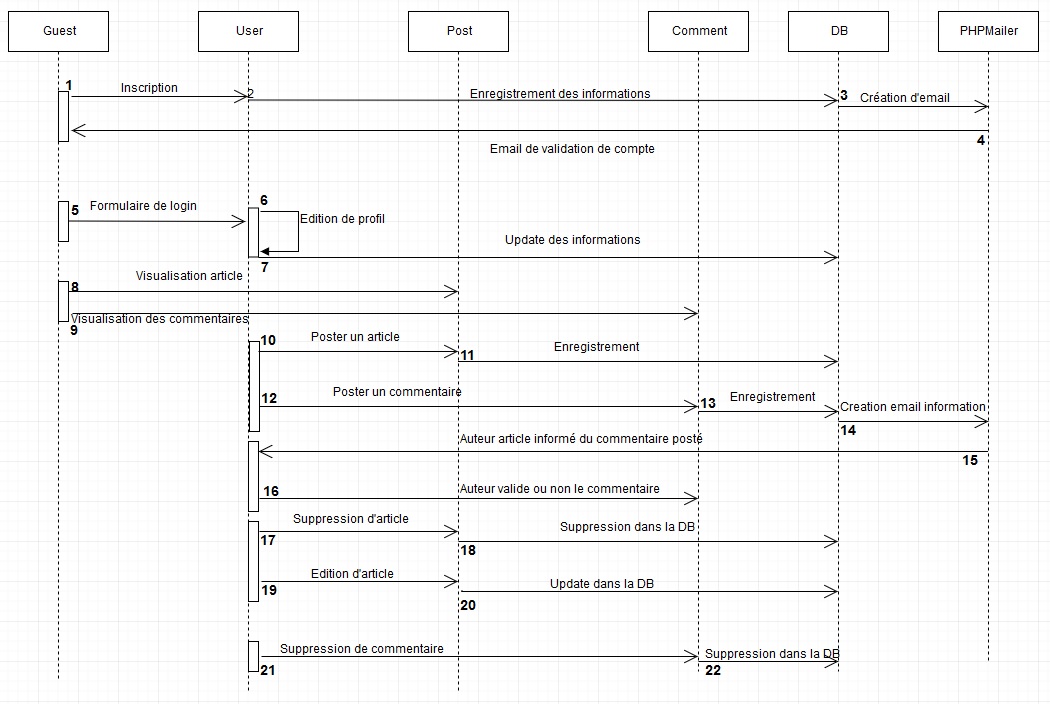 Guest
User
Post
Comment
DB
PHPMailer
1
Inscription
2
Enregistrement des informations
3
Création d'email
4
Email de validation de compte
5
Formulaire de login
6
Edition de profil
7
Update des informations
8
Visualisation article
9
Visualisation des commentaires
10
Poster un article
11
Enregistrement
12
Poster un commentaire
13
Enregistrement
14
Creation email information
15
Auteur article informé du commentaire posté
16
Auteur valide ou non le commentaire
17
Suppression d'article
18
Suppression dans la DB
19
Edition d'article
20
Update dans la DB
21
Suppression de commentaire
22
Suppression dans la DB